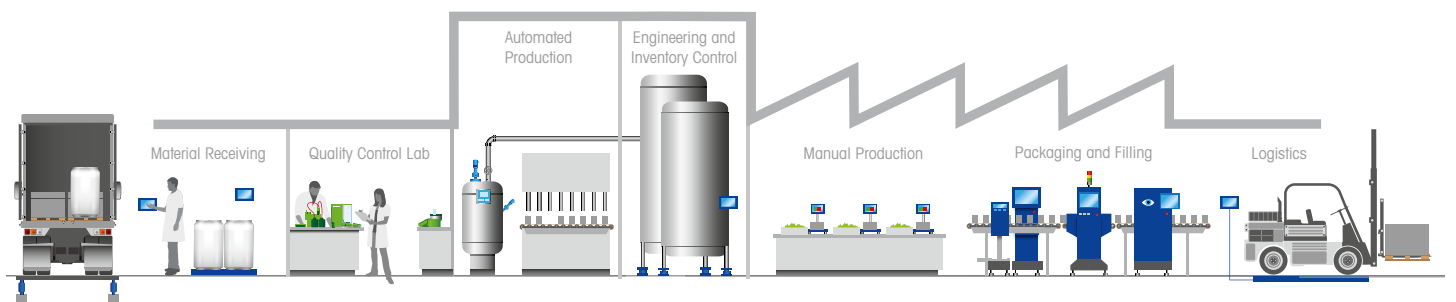 Automated
Production
Engineering and
Inventory Control
Material Receiving
Quality Control Lab
Manual Production
Packaging and Filling
Logistics